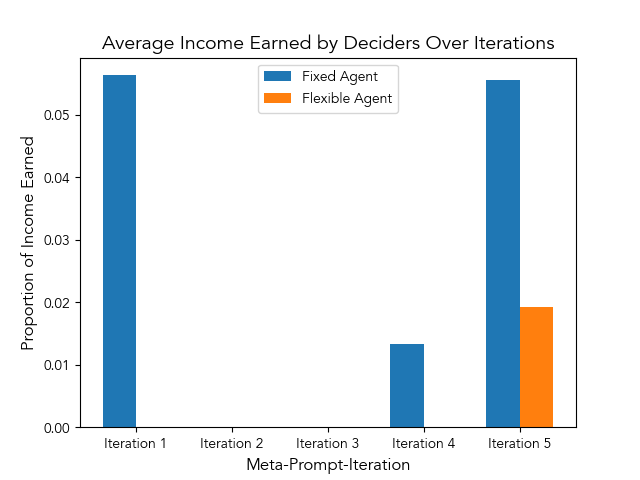 Average Income Earned by Deciders Over Iterations
Fixed Agent
Flexible Agent
Proportion of Income Earned
0.05
0.04
0.03
0.02
0.01
0.00
Iteration 1
Iteration 2
Iteration 3
Iteration 4
Iteration 5
Meta-Prompt-Iteration